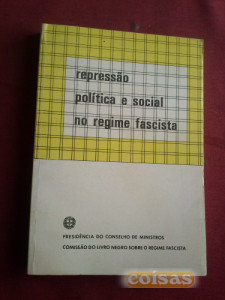 repressão
política e social
no regime fascista
PRESIDÊNCIA DO CONSELHO DE MINISTROS
COMISSÃO DO LIVRO NEGRO SOBRE O REGIME FASCISTA
coisas